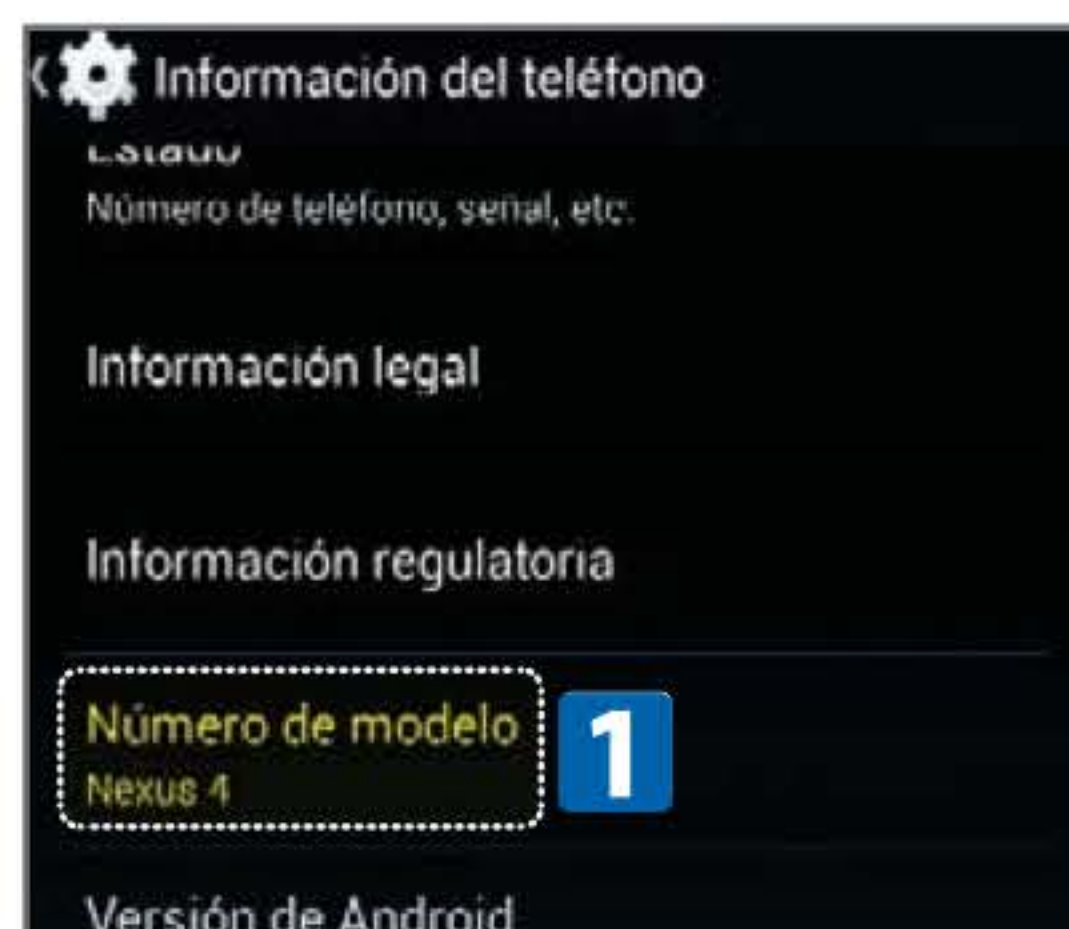 Información del teléfono
Estado
Número de teléfono, señal, etc.
Información legal
Información regulatoria
Número de modelo
1
Nexus 4
Versión de Android